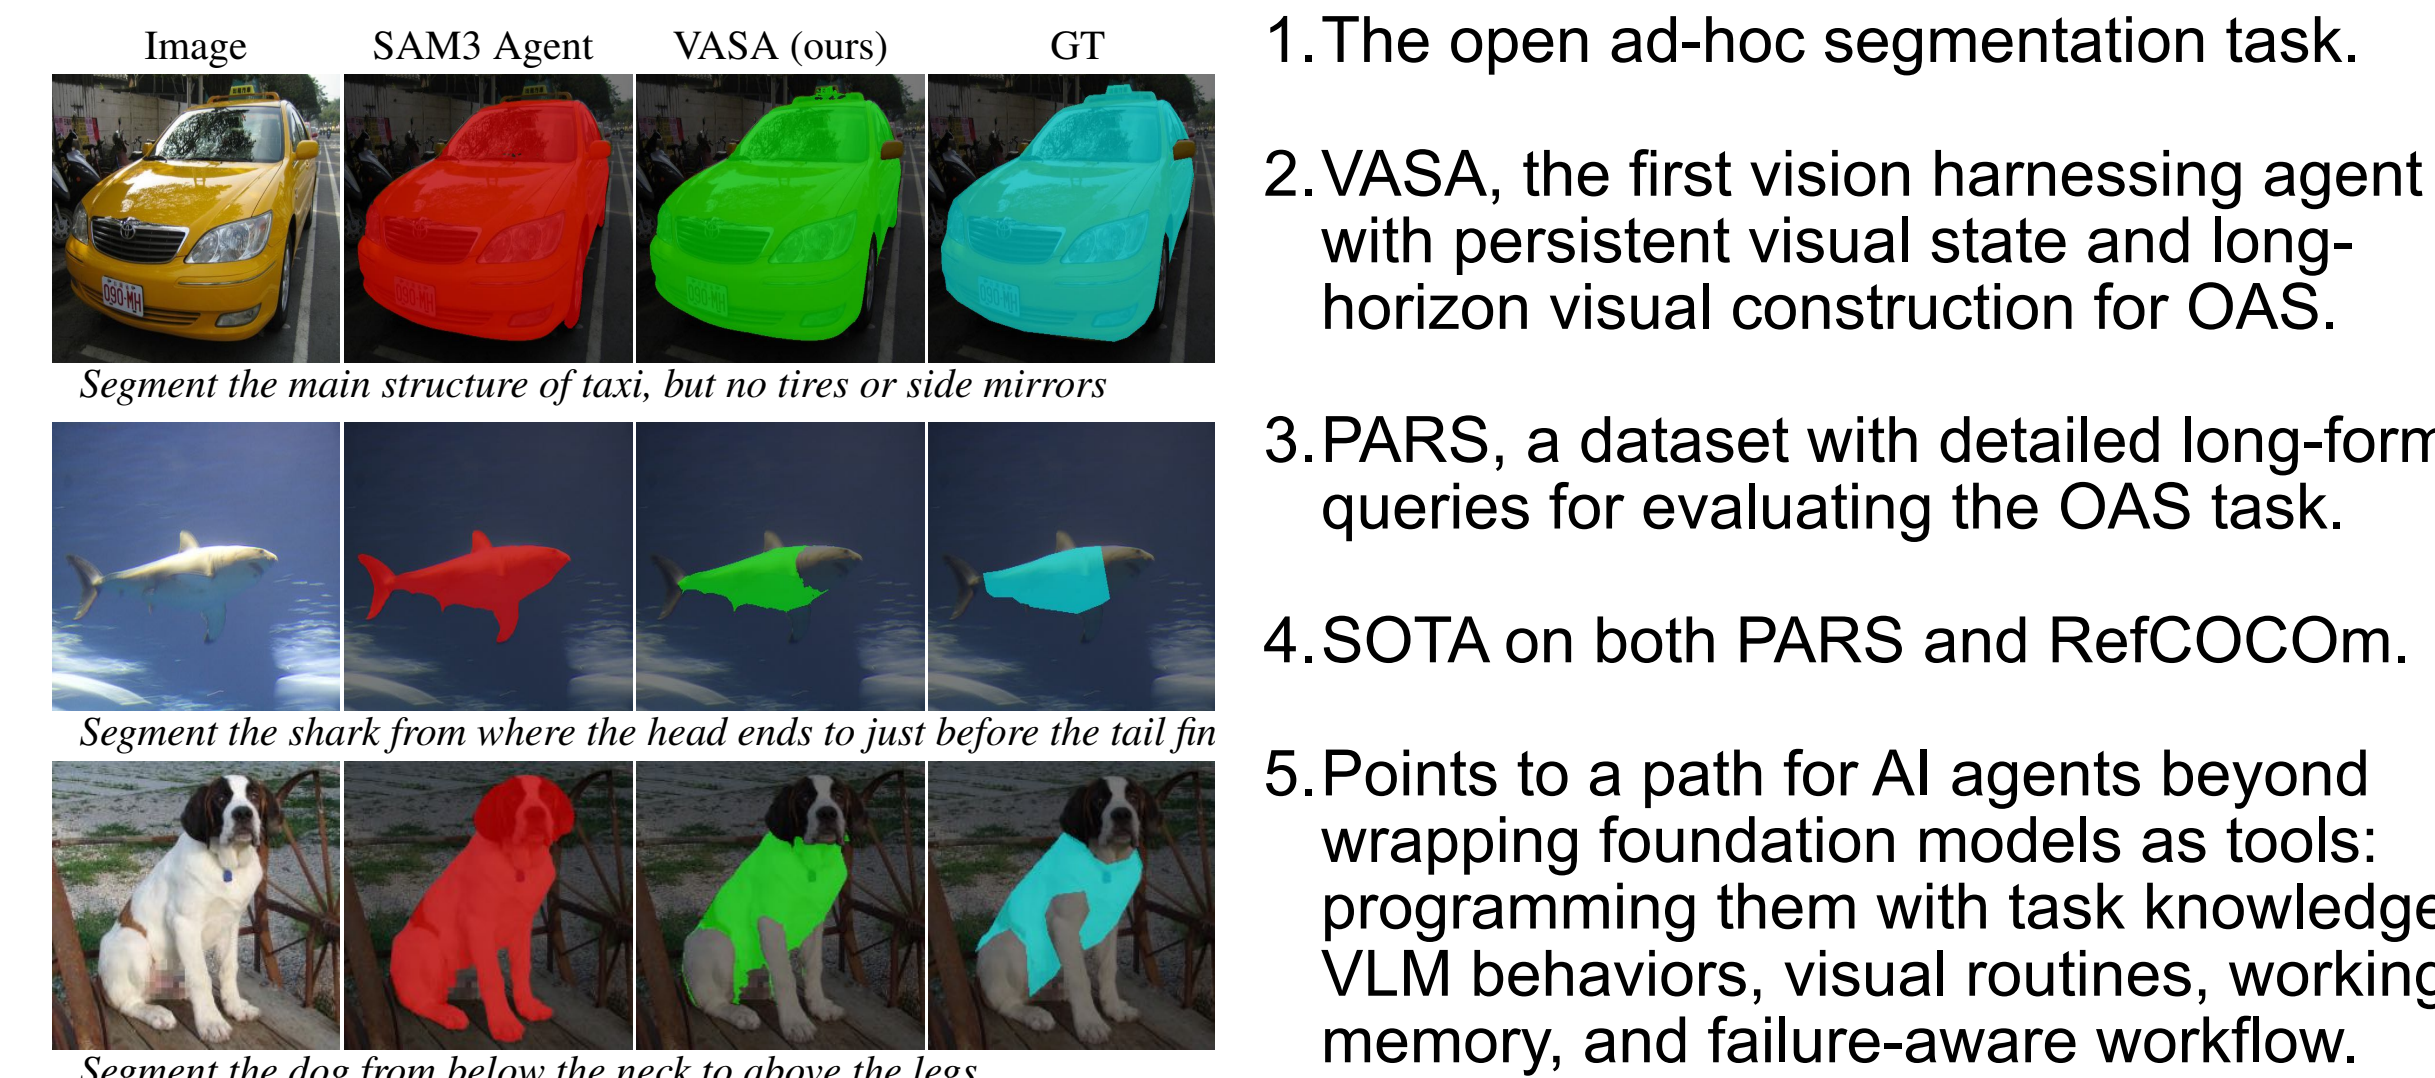 Image
SAM3 Agent
VASA (ours)
GT
090-MH
Segment the main structure of taxi, but no tires or side mirrors
Segment the shark from where the head ends to just before the tail fin
Segment the dog from below the neck to above the legs
1.The open ad-hoc segmentation task.
2.VASA, the first vision harnessing agent
with persistent visual state and long-
horizon visual construction for OAS.
3.PARS, a dataset with detailed long-form
queries for evaluating the OAS task.
4.SOTA on both PARS and RefCOCOm.
5.Points to a path for AI agents beyond
wrapping foundation models as tools:
programming them with task knowledge
VLM behaviors, visual routines, working
memory, and failure-aware workflow.